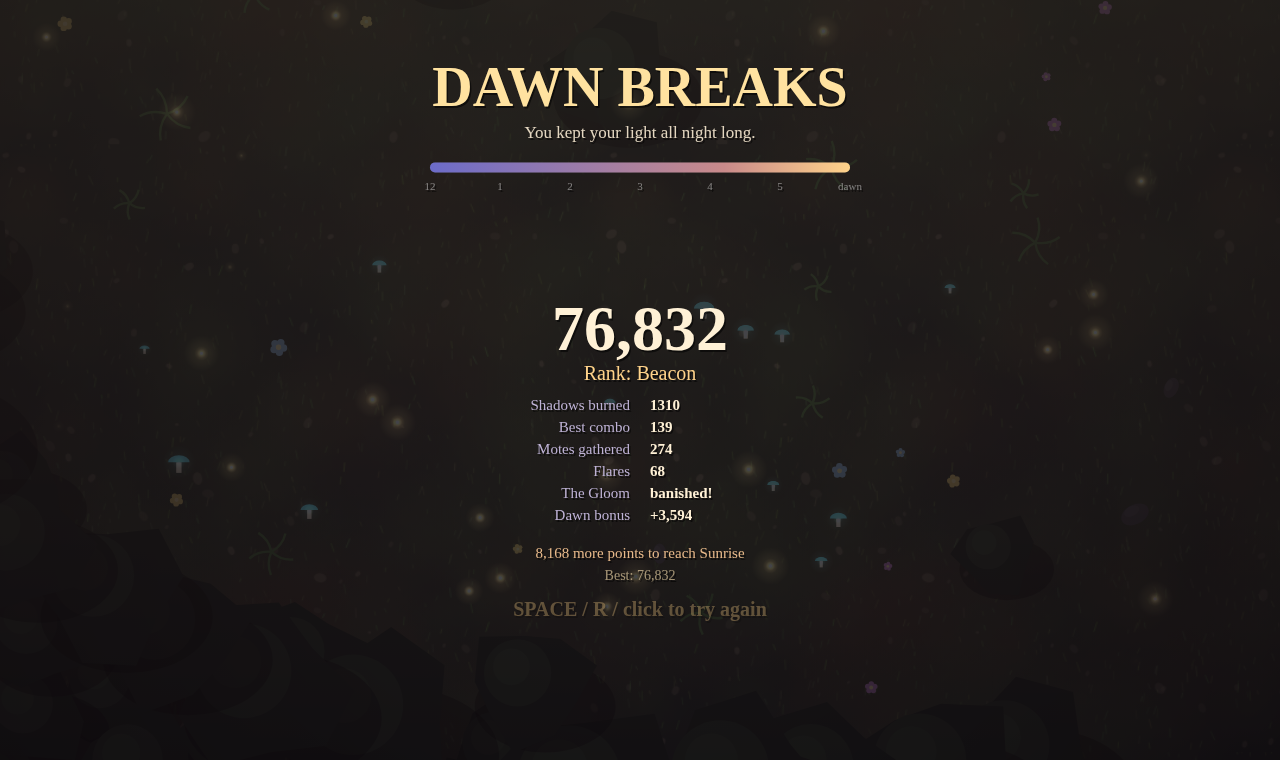 DAWN BREAKS
You kept your light all night long.
12 1 2 3 4 5 dawn
76,832
Rank: Beacon
Shadows burned 1310
Best combo 139
Motes gathered 274
Flares 68
The Gloom banished!
Dawn bonus +3,594
8,168 more points to reach Sunrise
Best: 76,832
SPACE / R / click to try again